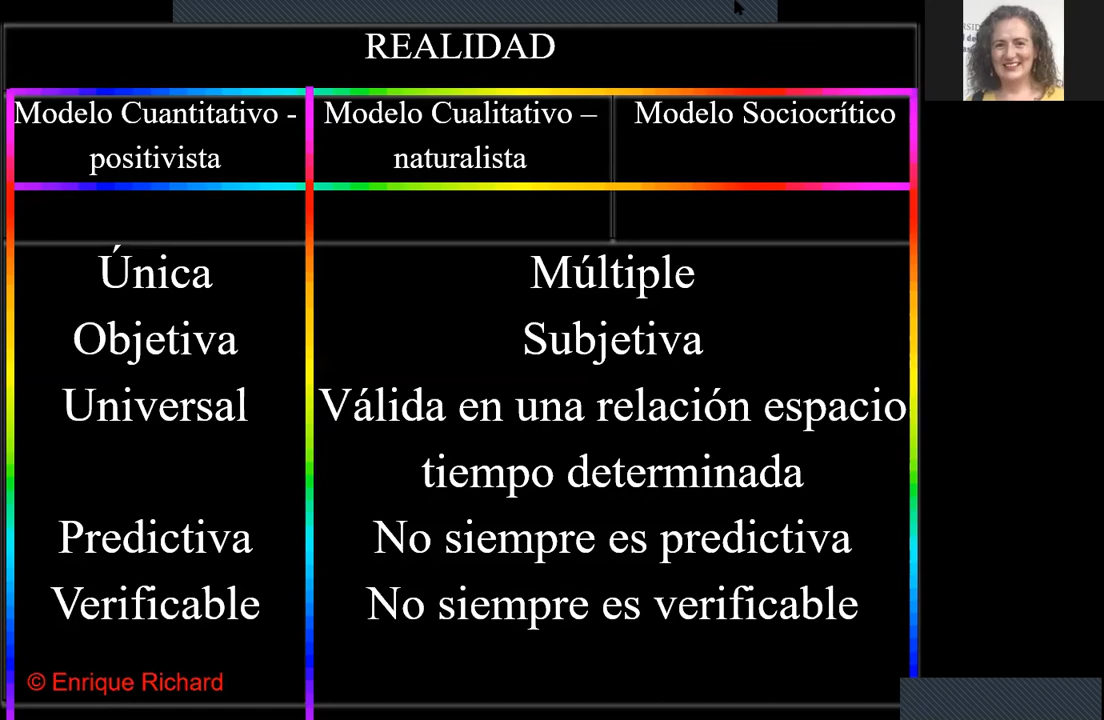 REALIDAD
Modelo Cuantitativo -
positivista
Modelo Cualitativo –
naturalista
Modelo Sociocrítico
Única
Múltiple
Objetiva
Subjetiva
Universal
Válida en una relación espacio
tiempo determinada
Predictiva
No siempre es predictiva
Verificable
No siempre es verificable
© Enrique Richard